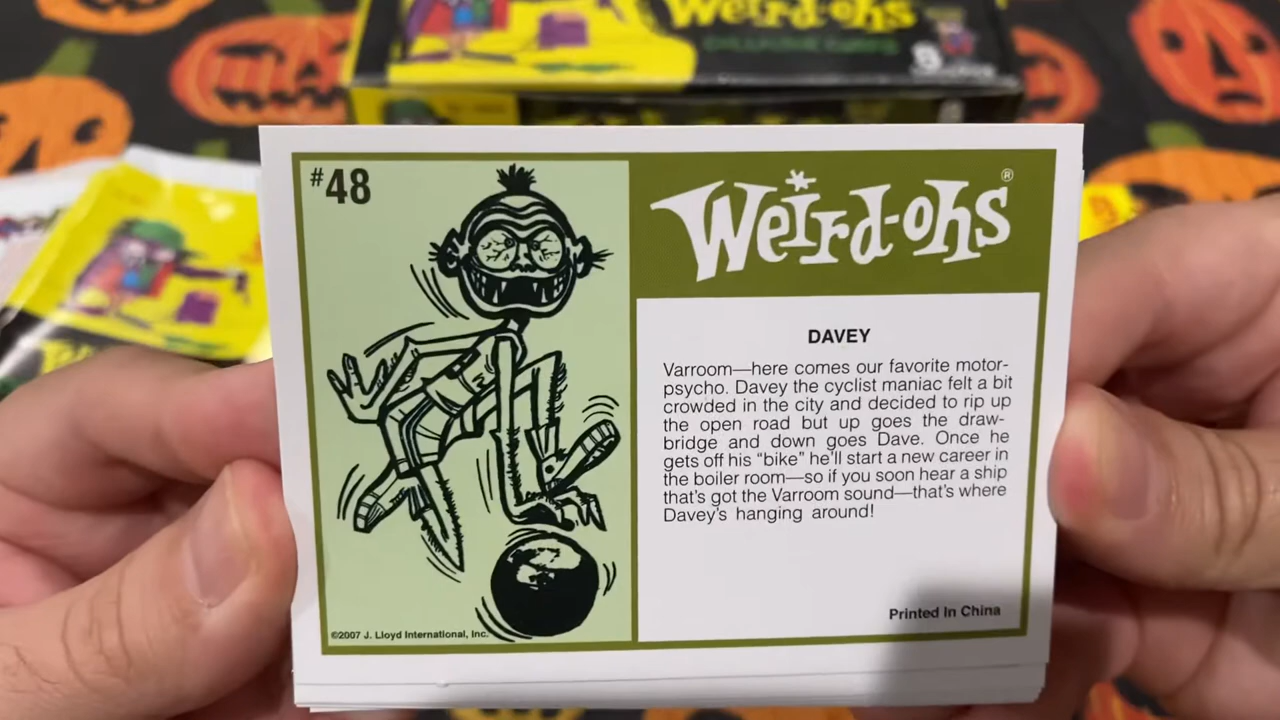 Weird-ohs
COLLECTOR CARDS
#48
Weird-ohs®
DAVEY
Varroom—here comes our favorite motor-
psycho. Davey the cyclist maniac felt a bit
crowded in the city and decided to rip up
the open road but up goes the draw-
bridge and down goes Dave. Once he
gets off his “bike” he’ll start a new career in
the boiler room—so if you soon hear a ship
that’s got the Varroom sound—that’s where
Davey’s hanging around!
Printed In China
©2007 J. Lloyd International, Inc.